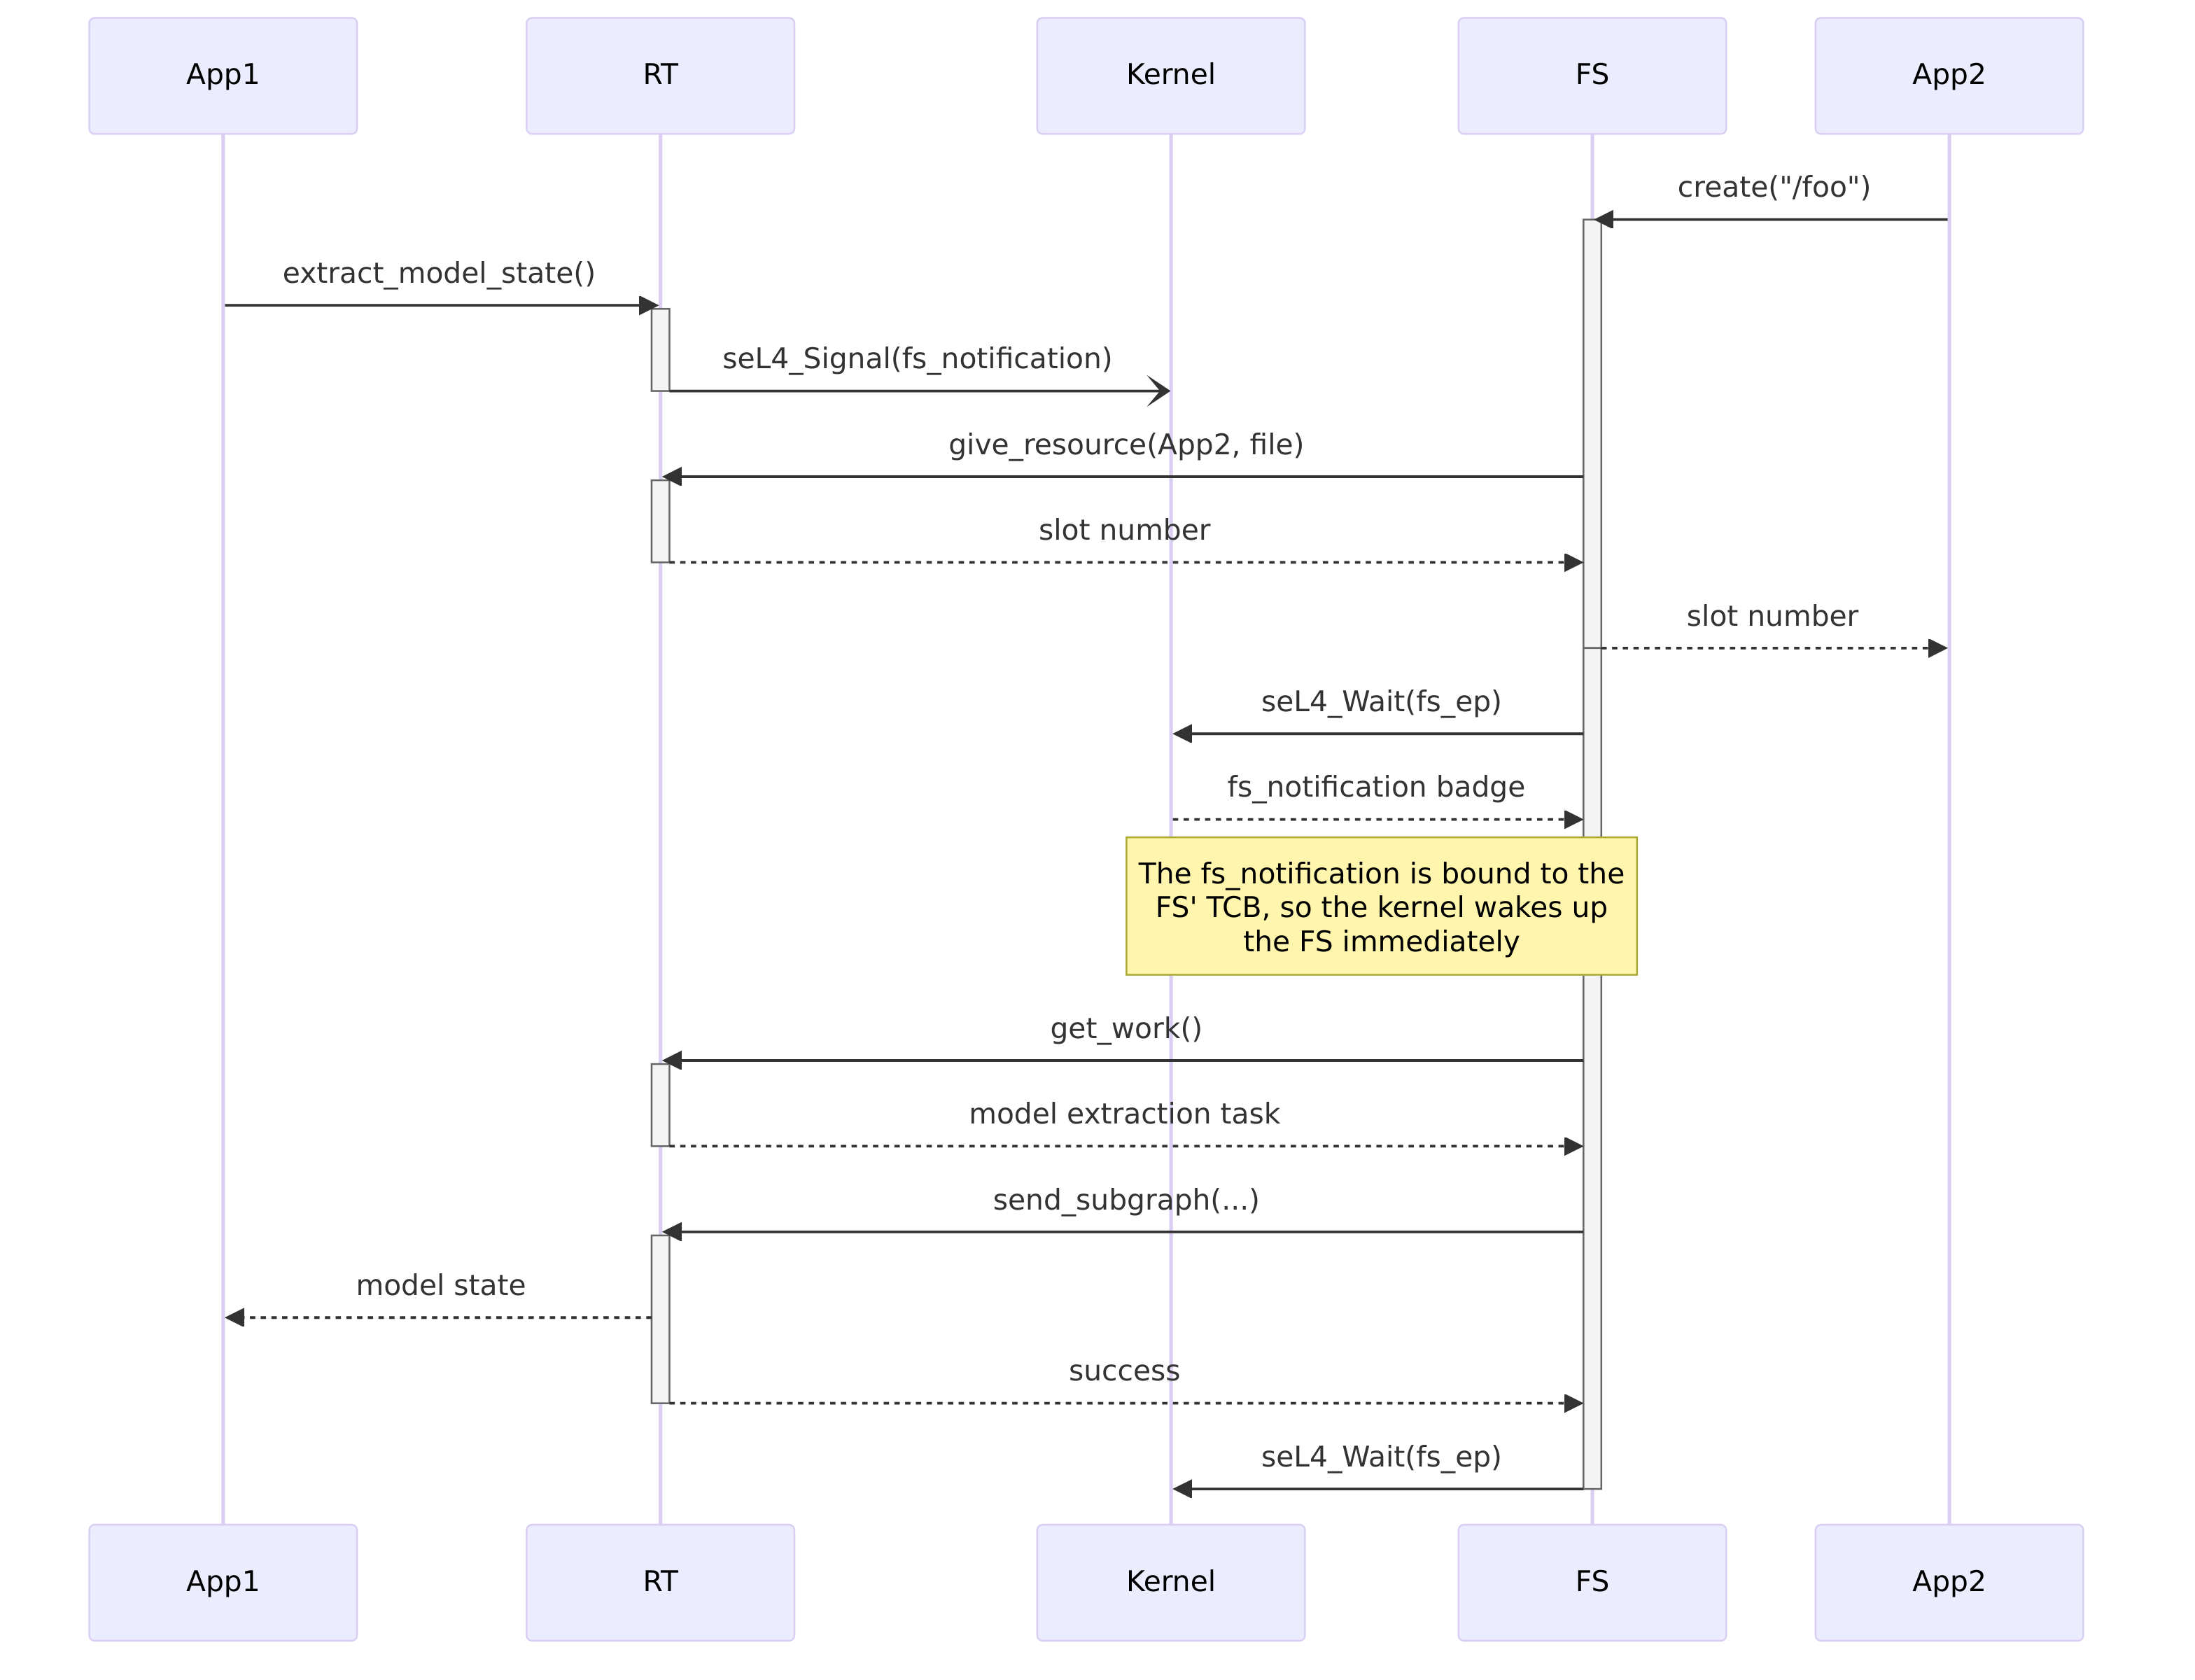 App1
RT
Kernel
FS
App2
create("/foo")
extract_model_state()
seL4_Signal(fs_notification)
give_resource(App2, file)
slot number
slot number
seL4_Wait(fs_ep)
fs_notification badge
The fs_notification is bound to the
FS' TCB, so the kernel wakes up
the FS immediately
get_work()
model extraction task
send_subgraph(...)
model state
success
seL4_Wait(fs_ep)
App1
RT
Kernel
FS
App2